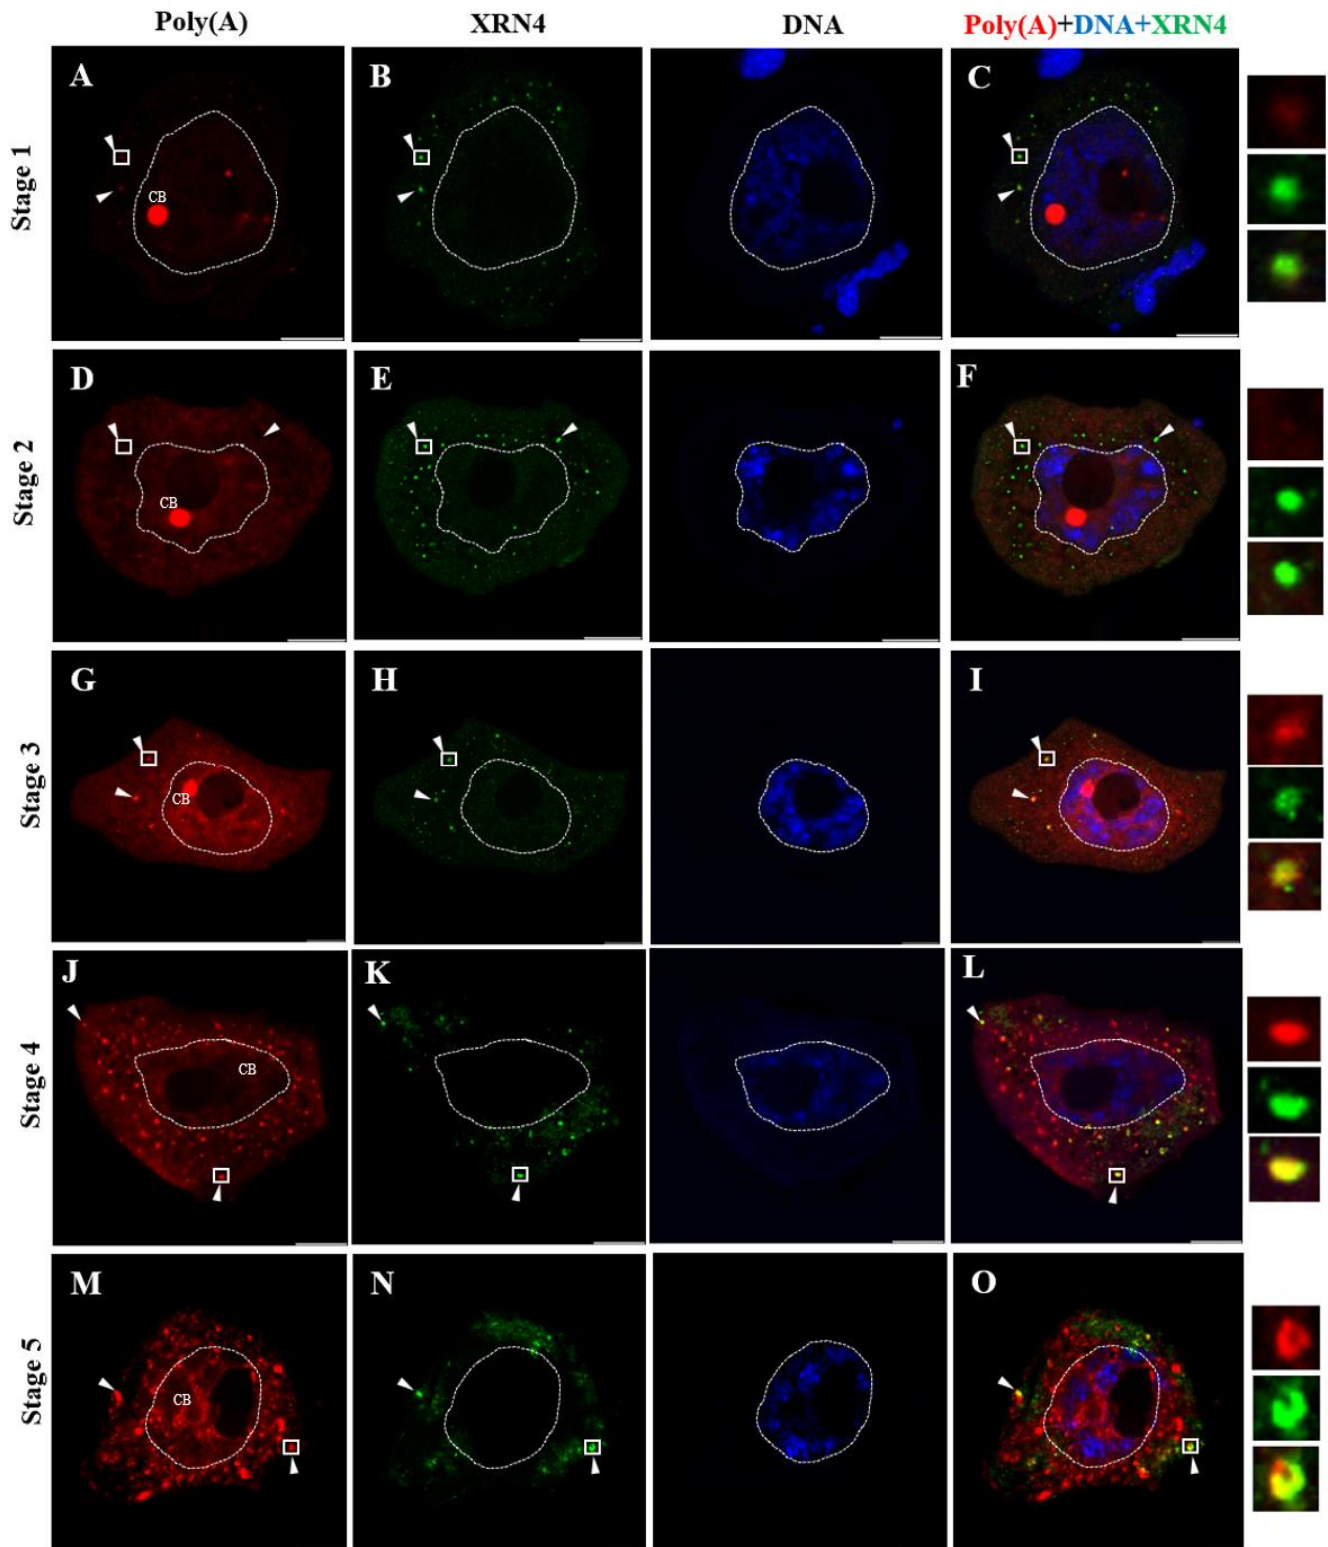 Poly(A) XRN4 DNA Poly(A)+DNA+XRN4
Stage 1
A B C
CB
Stage 2
D E F
CB
Stage 3
G H I
CB
Stage 4
J K L
CB
Stage 5
M N O
CB